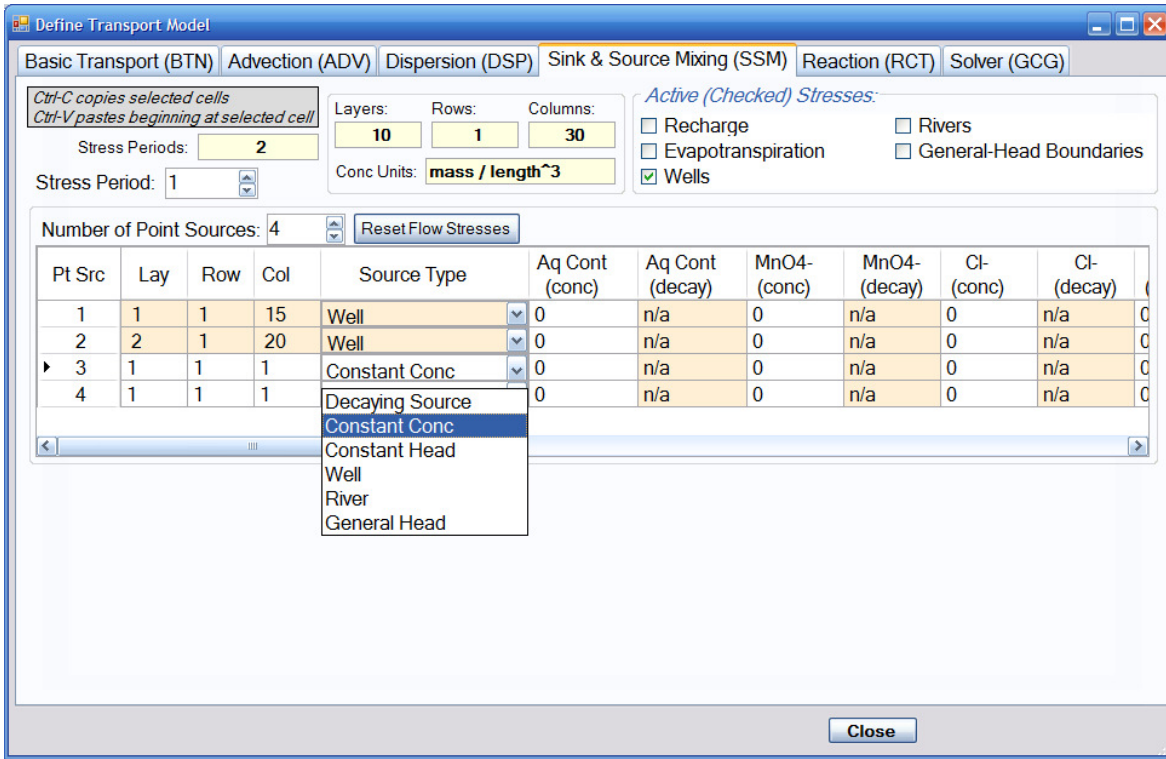 Define Transport Model
Basic Transport (BTN) Advection (ADV) Dispersion (DSP) Sink & Source Mixing (SSM) Reaction (RCT) Solver (GCG)
Ctrl-C copies selected cells
Ctrl-V pastes beginning at selected cell
Stress Periods: 2
Stress Period: 1
Layers: Rows: Columns:
10 1 30
Conc Units: mass / length^3
Active (Checked) Stresses:
Recharge Rivers
Evapotranspiration General-Head Boundaries
Wells
Number of Point Sources: 4 Reset Flow Stresses
Pt Src Lay Row Col Source Type Aq Cont (conc) Aq Cont (decay) MnO4- (conc) MnO4- (decay) Cl- (conc) Cl- (decay) (
1 1 1 15 Well 0 n/a 0 n/a 0 n/a 0
2 2 1 20 Well 0 n/a 0 n/a 0 n/a 0
3 1 1 1 Constant Conc 0 n/a 0 n/a 0 n/a 0
4 1 1 1 0 n/a 0 n/a 0 n/a 0
Decaying Source
Constant Conc
Constant Head
Well
River
General Head
Close